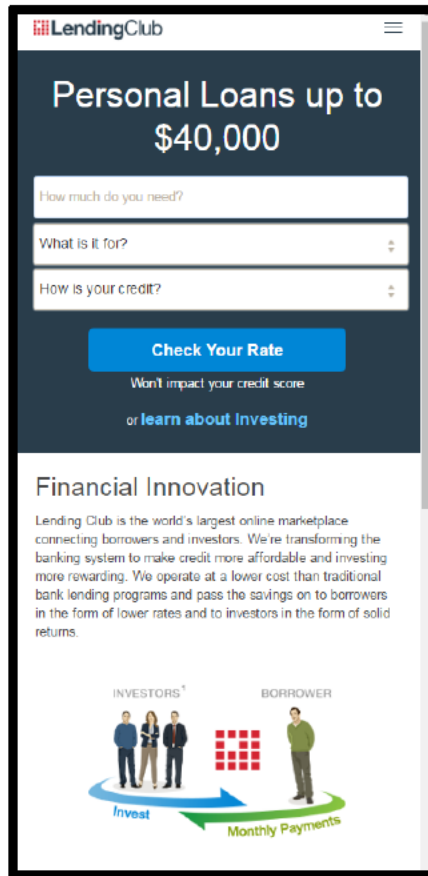 LendingClub
Personal Loans up to
$40,000
How much do you need?
What is it for?
How is your credit?
Check Your Rate
Won't impact your credit score
or learn about Investing
Financial Innovation
Lending Club is the world's largest online marketplace
connecting borrowers and investors. We're transforming the
banking system to make credit more affordable and investing
more rewarding. We operate at a lower cost than traditional
bank lending programs and pass the savings on to borrowers
in the form of lower rates and to investors in the form of solid
returns.
INVESTORS¹ BORROWER
Invest
Monthly Payments